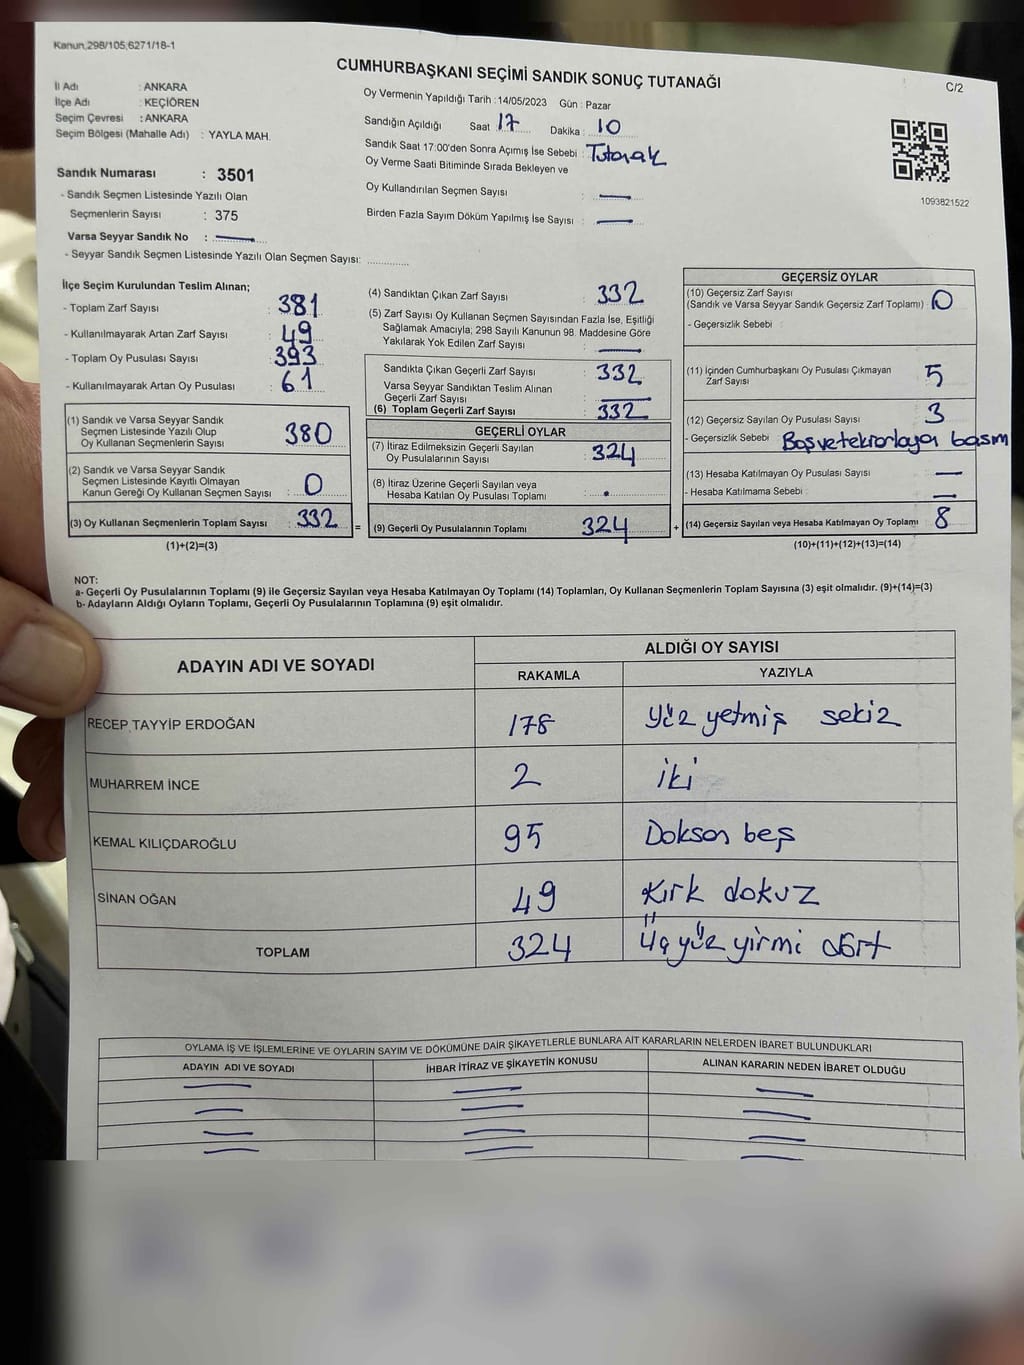 Kanun,298/105,6271/18-1
CUMHURBAŞKANI SEÇİMİ SANDIK SONUÇ TUTANAĞI
C/2
İl Adı : ANKARA
İlçe Adı : KEÇİÖREN
Seçim Çevresi : ANKARA
Seçim Bölgesi (Mahalle Adı) : YAYLA MAH.
Oy Vermenin Yapıldığı Tarih : 14/05/2023 Gün : Pazar
Sandığın Açıldığı Saat 17 Dakika : 10
Sandık Saat 17:00'den Sonra Açımış İse Sebebi : Tutanak
Oy Verme Saati Bitiminde Sırada Bekleyen ve
Oy Kullandırılan Seçmen Sayısı : —
Birden Fazla Sayım Döküm Yapılmış İse Sayısı : —
1093821522
Sandık Numarası : 3501
- Sandık Seçmen Listesinde Yazılı Olan
Seçmenlerin Sayısı : 375
Varsa Seyyar Sandık No : —
- Seyyar Sandık Seçmen Listesinde Yazılı Olan Seçmen Sayısı: ............
İlçe Seçim Kurulundan Teslim Alınan;
- Toplam Zarf Sayısı : 381
- Kullanılmayarak Artan Zarf Sayısı : 49
- Toplam Oy Pusulası Sayısı : 393
- Kullanılmayarak Artan Oy Pusulası : 61
(1) Sandık ve Varsa Seyyar Sandık
Seçmen Listesinde Yazılı Olup
Oy Kullanan Seçmenlerin Sayısı : 380
(2) Sandık ve Varsa Seyyar Sandık
Seçmen Listesinde Kayıtlı Olmayan
Kanun Gereği Oy Kullanan Seçmen Sayısı : 0
(3) Oy Kullanan Seçmenlerin Toplam Sayısı : 332 =
(1)+(2)=(3)
(4) Sandıktan Çıkan Zarf Sayısı : 332
(5) Zarf Sayısı Oy Kullanan Seçmen Sayısından Fazla İse, Eşitliği
Sağlamak Amacıyla; 298 Sayılı Kanunun 98. Maddesine Göre
Yakılarak Yok Edilen Zarf Sayısı : —
Sandıkta Çıkan Geçerli Zarf Sayısı : 332
Varsa Seyyar Sandıktan Teslim Alınan
Geçerli Zarf Sayısı : —
(6) Toplam Geçerli Zarf Sayısı : 332
GEÇERLİ OYLAR
(7) İtiraz Edilmeksizin Geçerli Sayılan
Oy Pusulalarının Sayısı : 324
(8) İtiraz Üzerine Geçerli Sayılan veya
Hesaba Katılan Oy Pusulası Toplamı : .
(9) Geçerli Oy Pusulalarının Toplamı : 324 +
GEÇERSİZ OYLAR
(10) Geçersiz Zarf Sayısı
(Sandık ve Varsa Seyyar Sandık Geçersiz Zarf Toplamı) : 0
- Geçersizlik Sebebi :
(11) İçinden Cumhurbaşkanı Oy Pusulası Çıkmayan
Zarf Sayısı : 5
(12) Geçersiz Sayılan Oy Pusulası Sayısı : 3
- Geçersizlik Sebebi : Boş ve tekrarlayan basım
(13) Hesaba Katılmayan Oy Pusulası Sayısı : —
- Hesaba Katılmama Sebebi : —
(14) Geçersiz Sayılan veya Hesaba Katılmayan Oy Toplamı : 8
(10)+(11)+(12)+(13)=(14)
NOT:
a- Geçerli Oy Pusulalarının Toplamı (9) ile Geçersiz Sayılan veya Hesaba Katılmayan Oy Toplamı (14) Toplamları, Oy Kullanan Seçmenlerin Toplam Sayısına (3) eşit olmalıdır. (9)+(14)=(3)
b- Adayların Aldığı Oyların Toplamı, Geçerli Oy Pusulalarının Toplamına (9) eşit olmalıdır.
ADAYIN ADI VE SOYADI
ALDIĞI OY SAYISI
RAKAMLA YAZIYLA
RECEP TAYYİP ERDOĞAN 178 Yüz yetmiş sekiz
MUHARREM İNCE 2 iki
KEMAL KILIÇDAROĞLU 95 Doksan beş
SİNAN OĞAN 49 Kırk dokuz
TOPLAM 324 Üç yüz yirmi dört
OYLAMA İŞ VE İŞLEMLERİNE VE OYLARIN SAYIM VE DÖKÜMÜNE DAİR ŞİKAYETLERLE BUNLARA AİT KARARLARIN NELERDEN İBARET BULUNDUKLARI
ADAYIN ADI VE SOYADI İHBAR İTİRAZ VE ŞİKAYETİN KONUSU ALINAN KARARIN NEDEN İBARET OLDUĞU